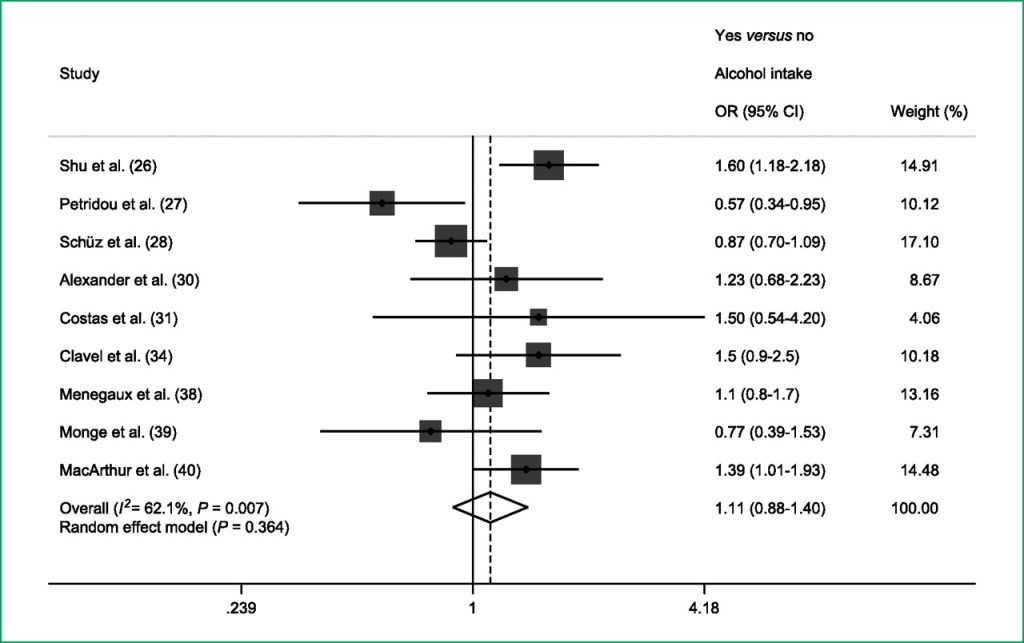 Yes versus no
Study Alcohol intake
OR (95% CI) Weight (%)
Shu et al. (26) 1.60 (1.18-2.18) 14.91
Petridou et al. (27) 0.57 (0.34-0.95) 10.12
Schüz et al. (28) 0.87 (0.70-1.09) 17.10
Alexander et al. (30) 1.23 (0.68-2.23) 8.67
Costas et al. (31) 1.50 (0.54-4.20) 4.06
Clavel et al. (34) 1.5 (0.9-2.5) 10.18
Menegaux et al. (38) 1.1 (0.8-1.7) 13.16
Monge et al. (39) 0.77 (0.39-1.53) 7.31
MacArthur et al. (40) 1.39 (1.01-1.93) 14.48
Overall (I²= 62.1%, P = 0.007) 1.11 (0.88-1.40) 100.00
Random effect model (P = 0.364)
.239 1 4.18